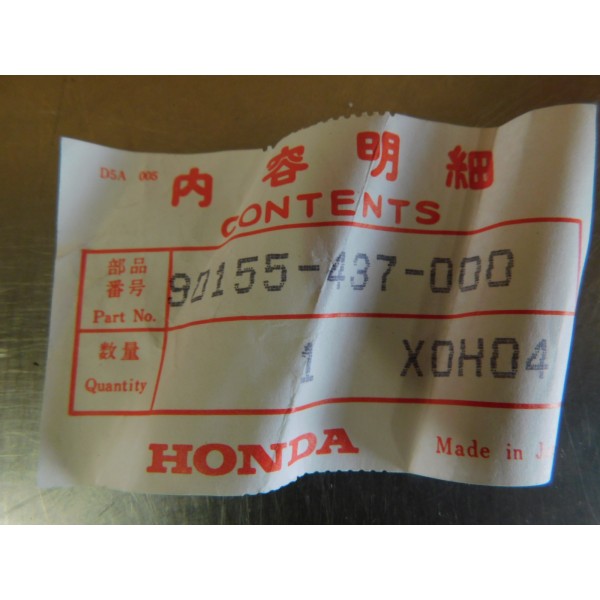 DSA 005
内容明細
CONTENTS
部品
番号
Part No.
90155-437-000
数量
Quantity
1 X0H04
HONDA
Made in J